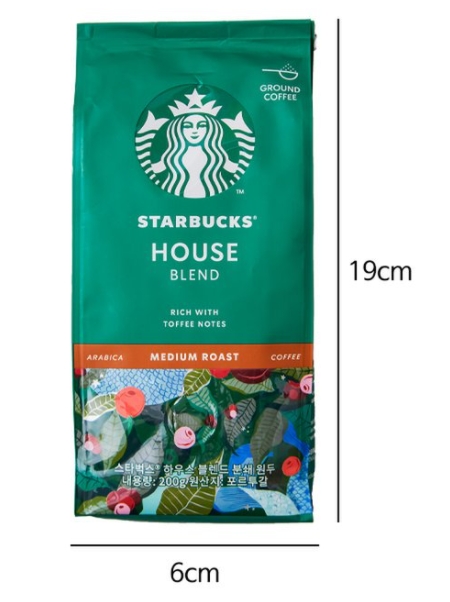 GROUND
COFFEE
TM
STARBUCKS®
HOUSE
BLEND
RICH WITH
TOFFEE NOTES
ARABICA MEDIUM ROAST COFFEE
스타벅스® 하우스 블렌드 분쇄 원두
내용량: 200g/원산지: 포르투갈
19cm
6cm